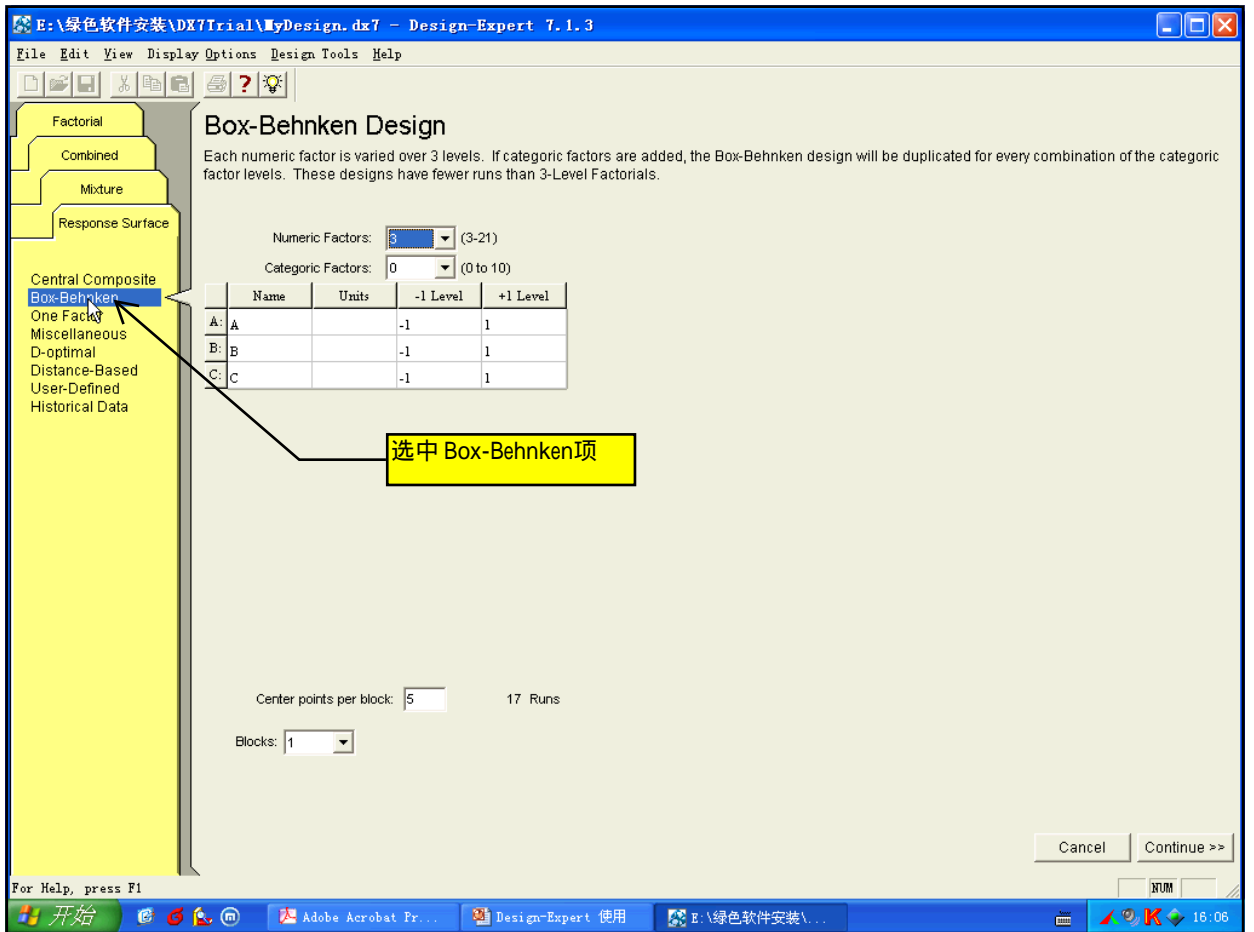 E:\绿色软件安装\DX7Trial\MyDesign.dx7 - Design-Expert 7.1.3
File Edit View Display Options Design Tools Help
Factorial
Combined
Mixture
Response Surface
Central Composite
Box-Behnken
One Factor
Miscellaneous
D-optimal
Distance-Based
User-Defined
Historical Data
Box-Behnken Design
Each numeric factor is varied over 3 levels. If categoric factors are added, the Box-Behnken design will be duplicated for every combination of the categoric
factor levels. These designs have fewer runs than 3-Level Factorials.
Numeric Factors: 3 (3-21)
Categoric Factors: 0 (0 to 10)
Name Units -1 Level +1 Level
A: A -1 1
B: B -1 1
C: C -1 1
选中 Box-Behnken项
Center points per block: 5 17 Runs
Blocks: 1
Cancel Continue >>
For Help, press F1 NUM
开始 Adobe Acrobat Pr... Design-Expert 使用 E:\绿色软件安装\... 16:06